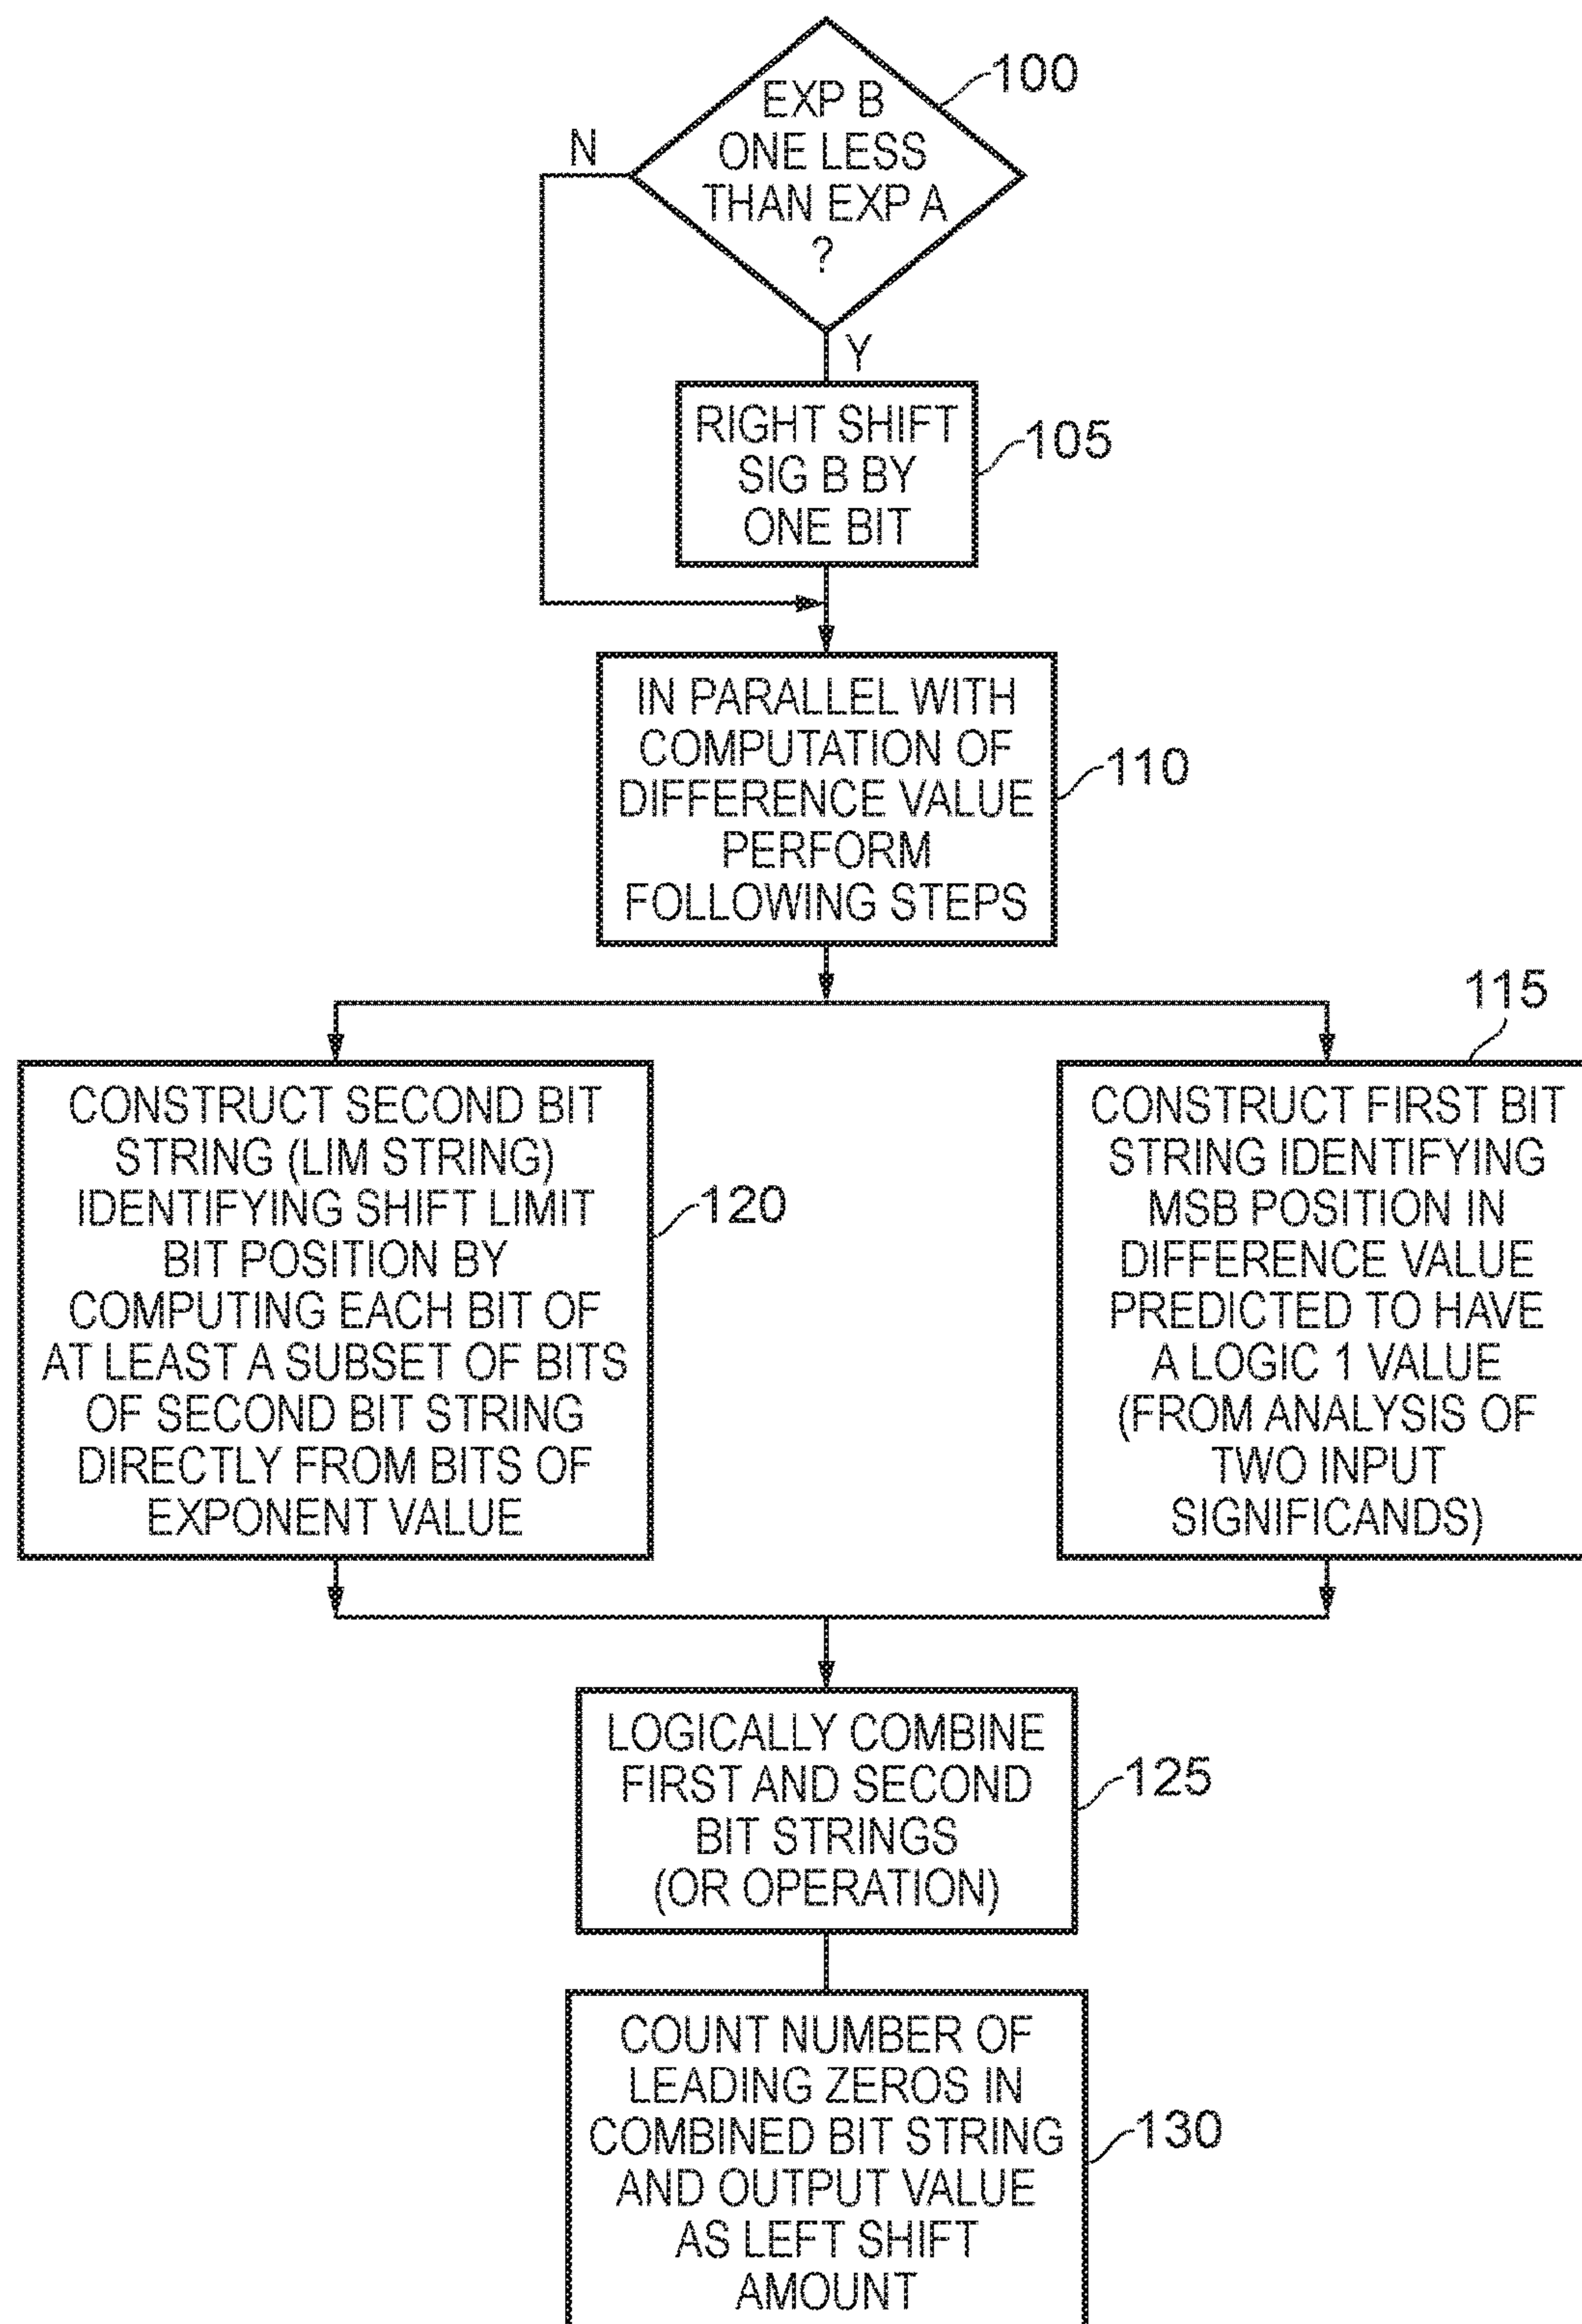 EXP B
ONE LESS
THAN EXP A
?
100
N
Y
RIGHT SHIFT
SIG B BY
ONE BIT
105
IN PARALLEL WITH
COMPUTATION OF
DIFFERENCE VALUE
PERFORM
FOLLOWING STEPS
110
CONSTRUCT SECOND BIT
STRING (LIM STRING)
IDENTIFYING SHIFT LIMIT
BIT POSITION BY
COMPUTING EACH BIT OF
AT LEAST A SUBSET OF BITS
OF SECOND BIT STRING
DIRECTLY FROM BITS OF
EXPONENT VALUE
120
115
CONSTRUCT FIRST BIT
STRING IDENTIFYING
MSB POSITION IN
DIFFERENCE VALUE
PREDICTED TO HAVE
A LOGIC 1 VALUE
(FROM ANALYSIS OF
TWO INPUT
SIGNIFICANDS)
LOGICALLY COMBINE
FIRST AND SECOND
BIT STRINGS
(OR OPERATION)
125
COUNT NUMBER OF
LEADING ZEROS IN
COMBINED BIT STRING
AND OUTPUT VALUE
AS LEFT SHIFT
AMOUNT
130